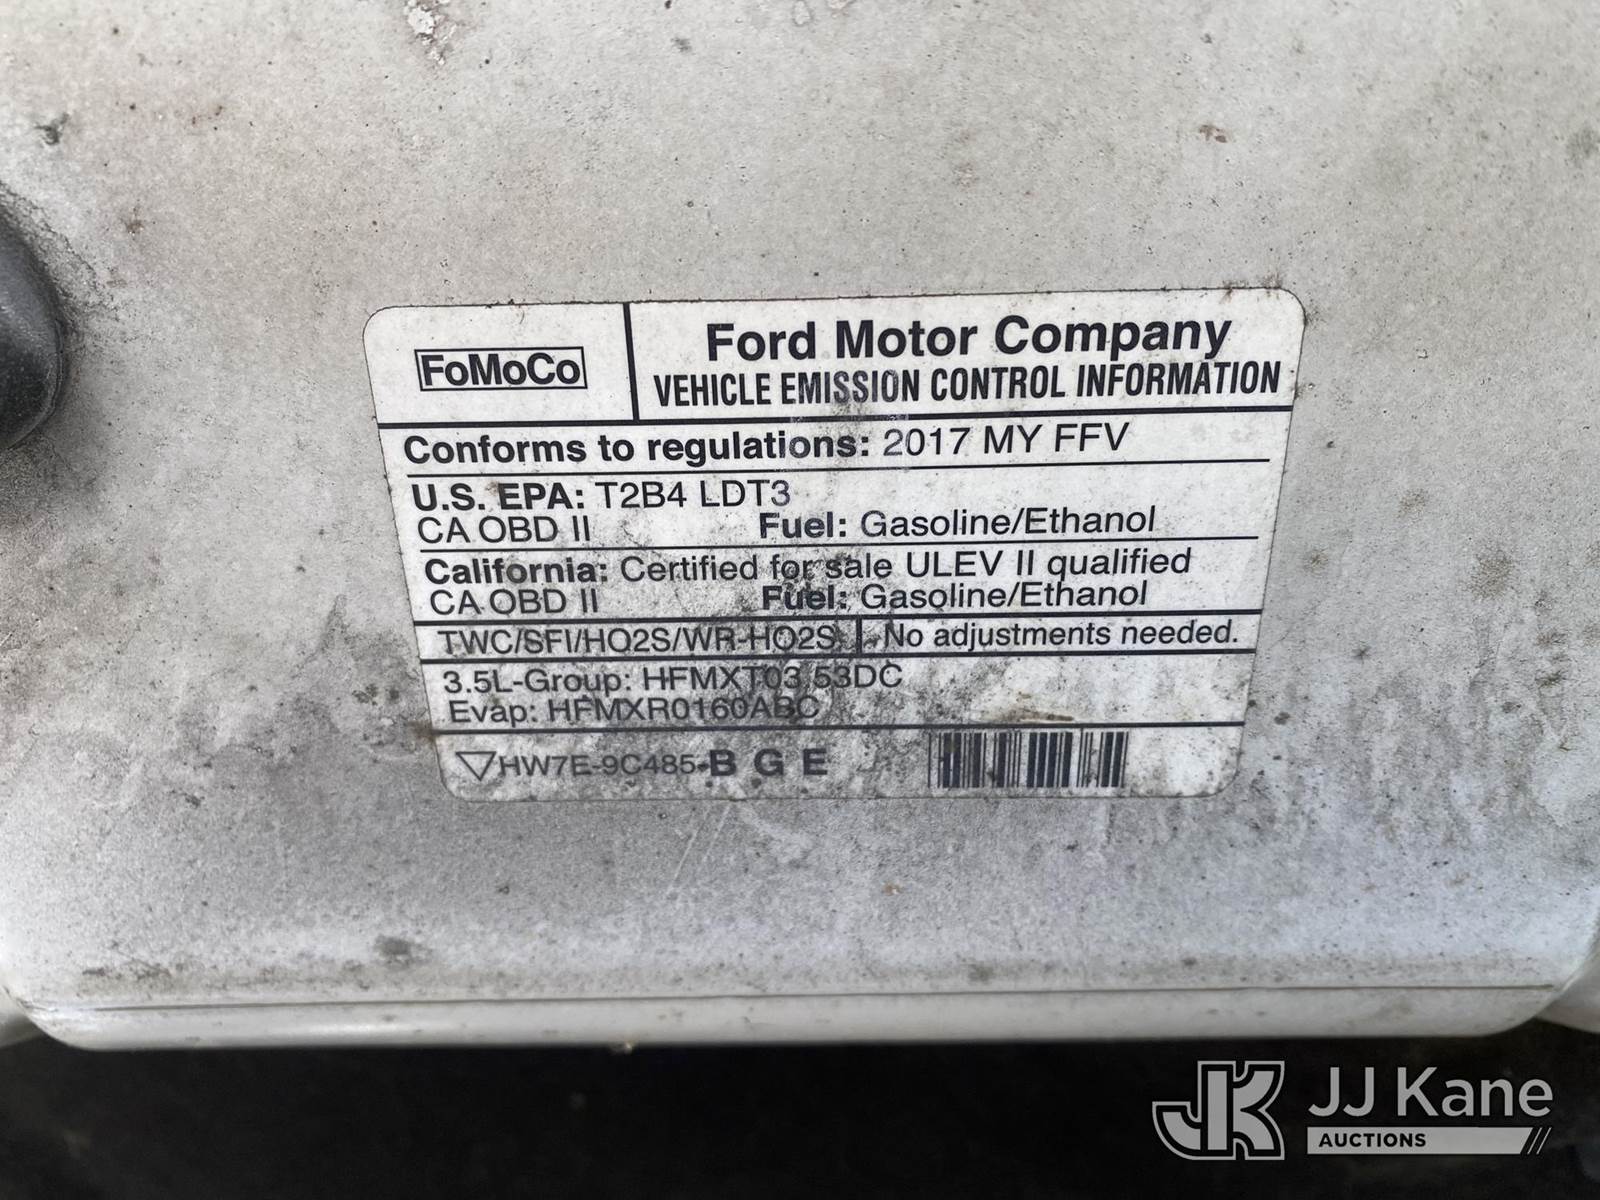 FoMoCo
Ford Motor Company
VEHICLE EMISSION CONTROL INFORMATION
Conforms to regulations: 2017 MY FFV
U.S. EPA: T2B4 LDT3
CA OBD II Fuel: Gasoline/Ethanol
California: Certified for sale ULEV II qualified
CA OBD II Fuel: Gasoline/Ethanol
TWC/SFI/HO2S/WR-HO2S No adjustments needed.
3.5L-Group: HFMXT03.53DC
Evap: HFMXR0160ABC
HW7E-9C485-B G E
JK JJ Kane
AUCTIONS